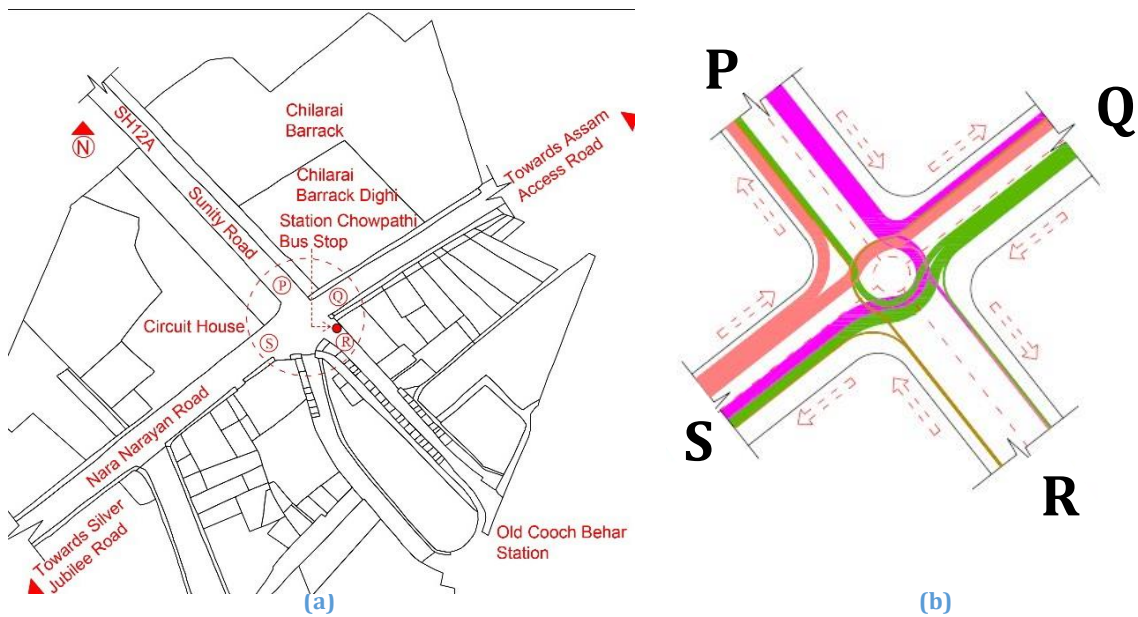 SH12A
N
Chilarai
Barrack
Chilarai
Barrack Dighi
Station Chowpathi
Bus Stop
Towards Assam
Access Road
Sunity Road
P
Q
Circuit House
S
R
Nara Narayan Road
Towards Silver
Jubilee Road
Old Cooch Behar
Station
(a)
P
Q
S
R
(b)